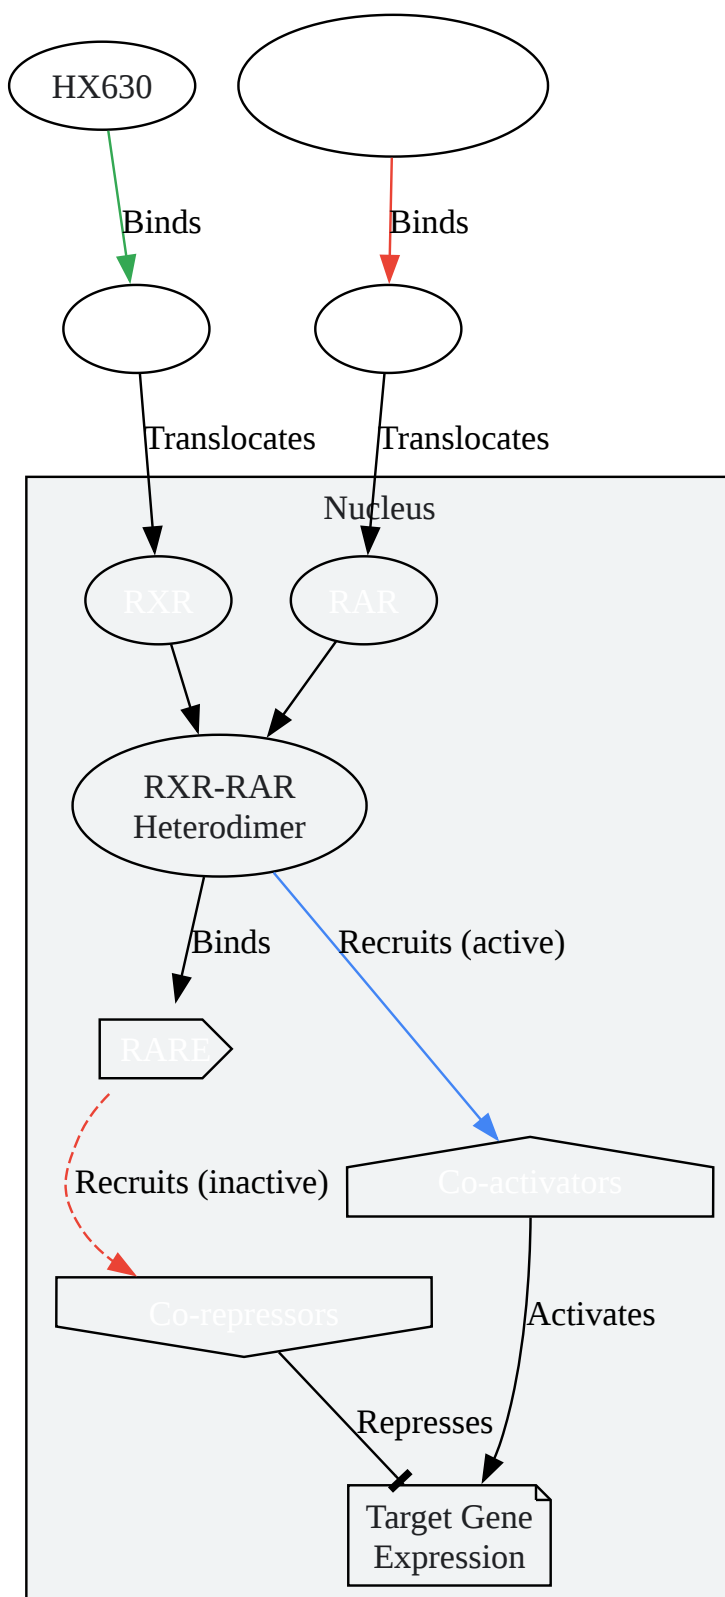 HX630
Binds
Binds
Translocates
Translocates
Nucleus
RXR
RAR
RXR-RAR
Heterodimer
Binds
Recruits (active)
RARE
Recruits (inactive)
Co-activators
Co-repressors
Activates
Represses
Target Gene
Expression